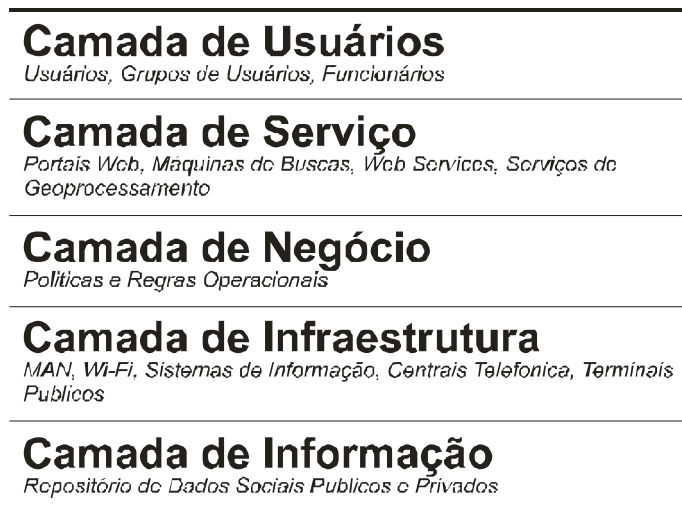 Camada de Usuários
Usuários, Grupos de Usuários, Funcionários
Camada de Serviço
Portais Web, Máquinas de Buscas, Web Services, Serviços de
Geoprocessamento
Camada de Negócio
Politicas e Regras Operacionais
Camada de Infraestrutura
MAN, Wi-Fi, Sistemas de Informação, Centrais Telefonica, Terminais
Publicos
Camada de Informação
Repositório de Dados Sociais Publicos e Privados